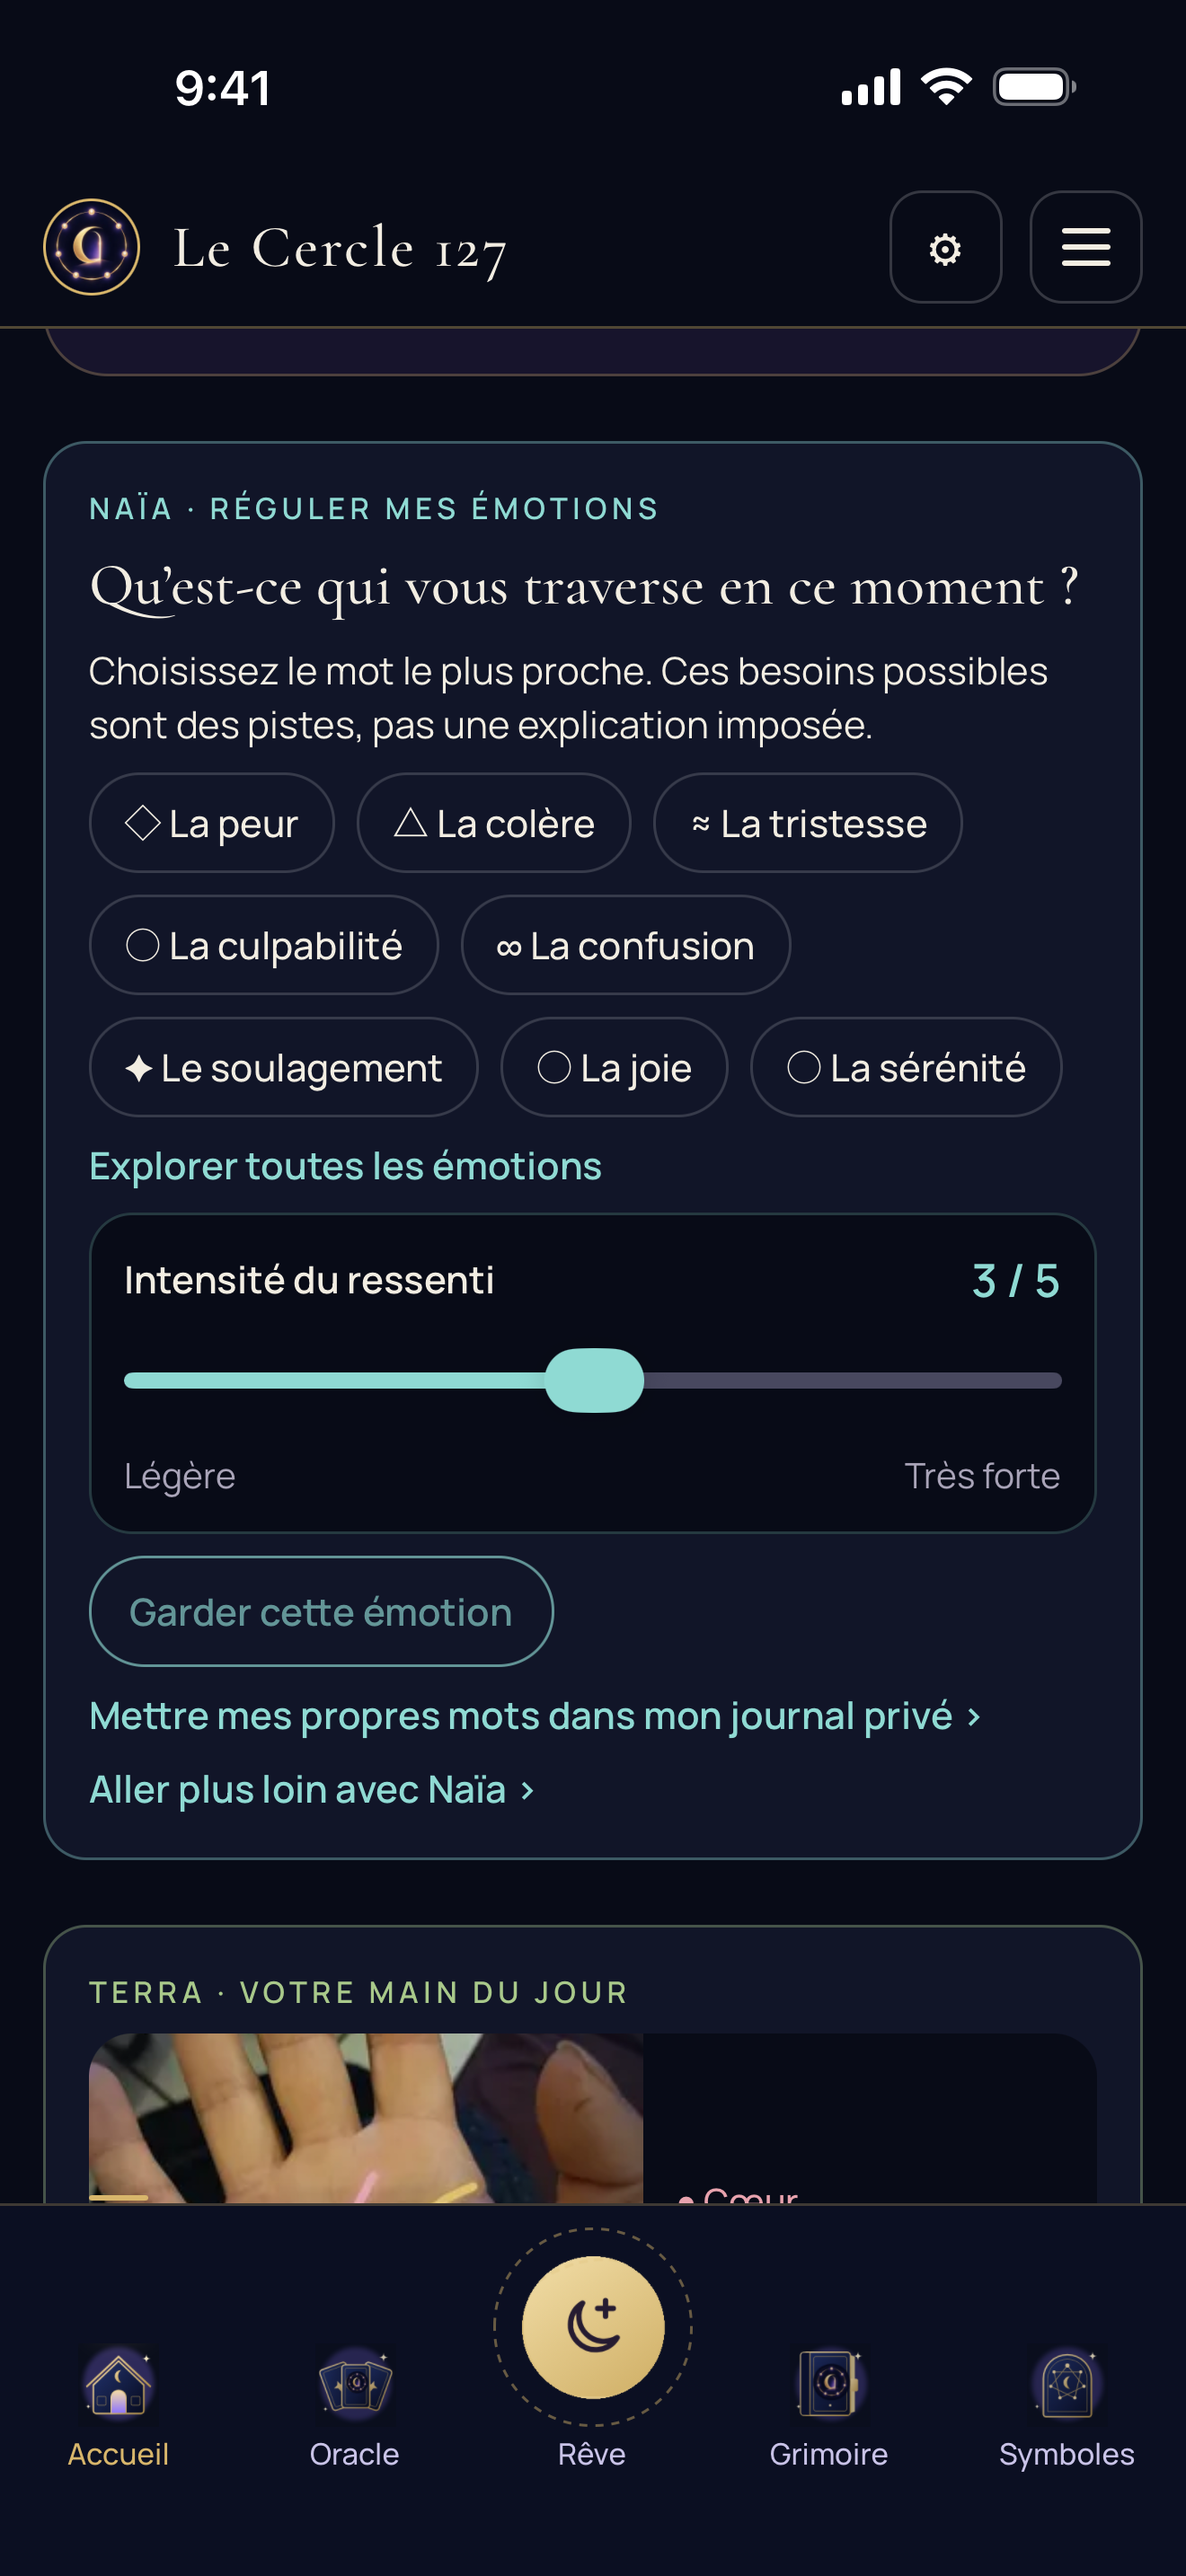 9:41
Le Cercle 127
NAÏA · RÉGULER MES ÉMOTIONS
Qu’est-ce qui vous traverse en ce moment ?
Choisissez le mot le plus proche. Ces besoins possibles
sont des pistes, pas une explication imposée.
◇ La peur △ La colère ≈ La tristesse
○ La culpabilité ∞ La confusion
✦ Le soulagement ○ La joie ○ La sérénité
Explorer toutes les émotions
Intensité du ressenti 3 / 5
Légère Très forte
Garder cette émotion
Mettre mes propres mots dans mon journal privé ›
Aller plus loin avec Naïa ›
TERRA · VOTRE MAIN DU JOUR
• Cœur
Accueil Oracle Rêve Grimoire Symboles